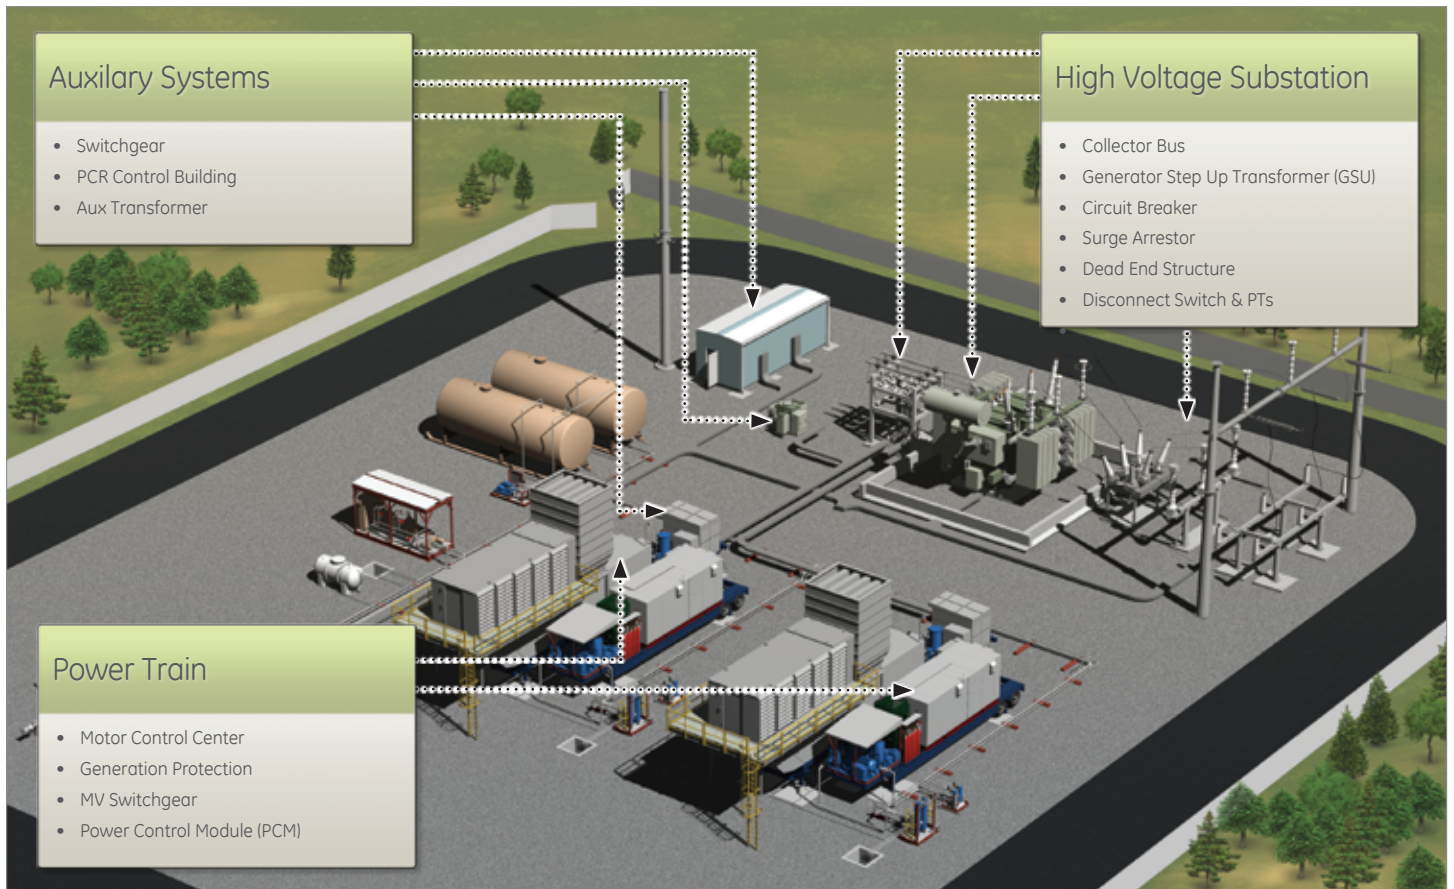 Auxilary Systems
• Switchgear
• PCR Control Building
• Aux Transformer
High Voltage Substation
• Collector Bus
• Generator Step Up Transformer (GSU)
• Circuit Breaker
• Surge Arrestor
• Dead End Structure
• Disconnect Switch & PTs
Power Train
• Motor Control Center
• Generation Protection
• MV Switchgear
• Power Control Module (PCM)